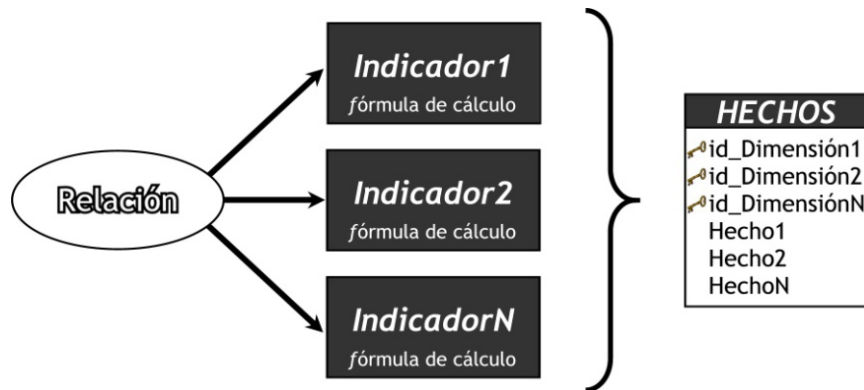 Relación
Indicador1
fórmula de cálculo
Indicador2
fórmula de cálculo
IndicadorN
fórmula de cálculo
HECHOS
id_Dimensión1
id_Dimensión2
id_DimensiónN
Hecho1
Hecho2
HechoN